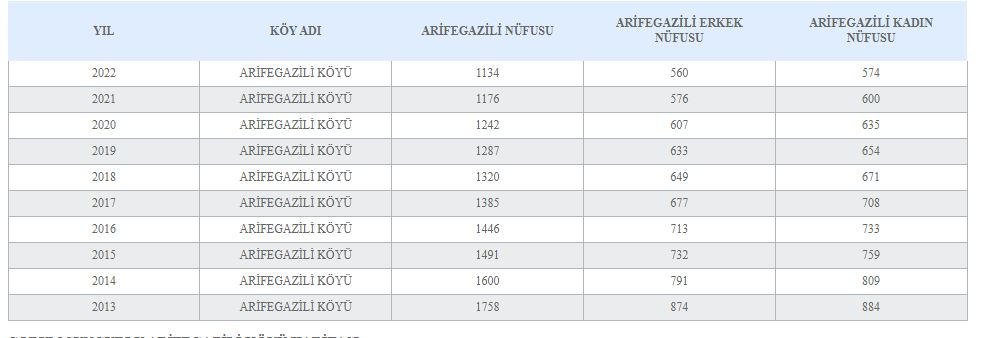 YIL KÖY ADI ARİFEGAZİLİ NÜFUSU ARİFEGAZİLİ ERKEK NÜFUSU ARİFEGAZİLİ KADIN NÜFUSU
2022 ARİFEGAZİLİ KÖYÜ 1134 560 574
2021 ARİFEGAZİLİ KÖYÜ 1176 576 600
2020 ARİFEGAZİLİ KÖYÜ 1242 607 635
2019 ARİFEGAZİLİ KÖYÜ 1287 633 654
2018 ARİFEGAZİLİ KÖYÜ 1320 649 671
2017 ARİFEGAZİLİ KÖYÜ 1385 677 708
2016 ARİFEGAZİLİ KÖYÜ 1446 713 733
2015 ARİFEGAZİLİ KÖYÜ 1491 732 759
2014 ARİFEGAZİLİ KÖYÜ 1600 791 809
2013 ARİFEGAZİLİ KÖYÜ 1758 874 884